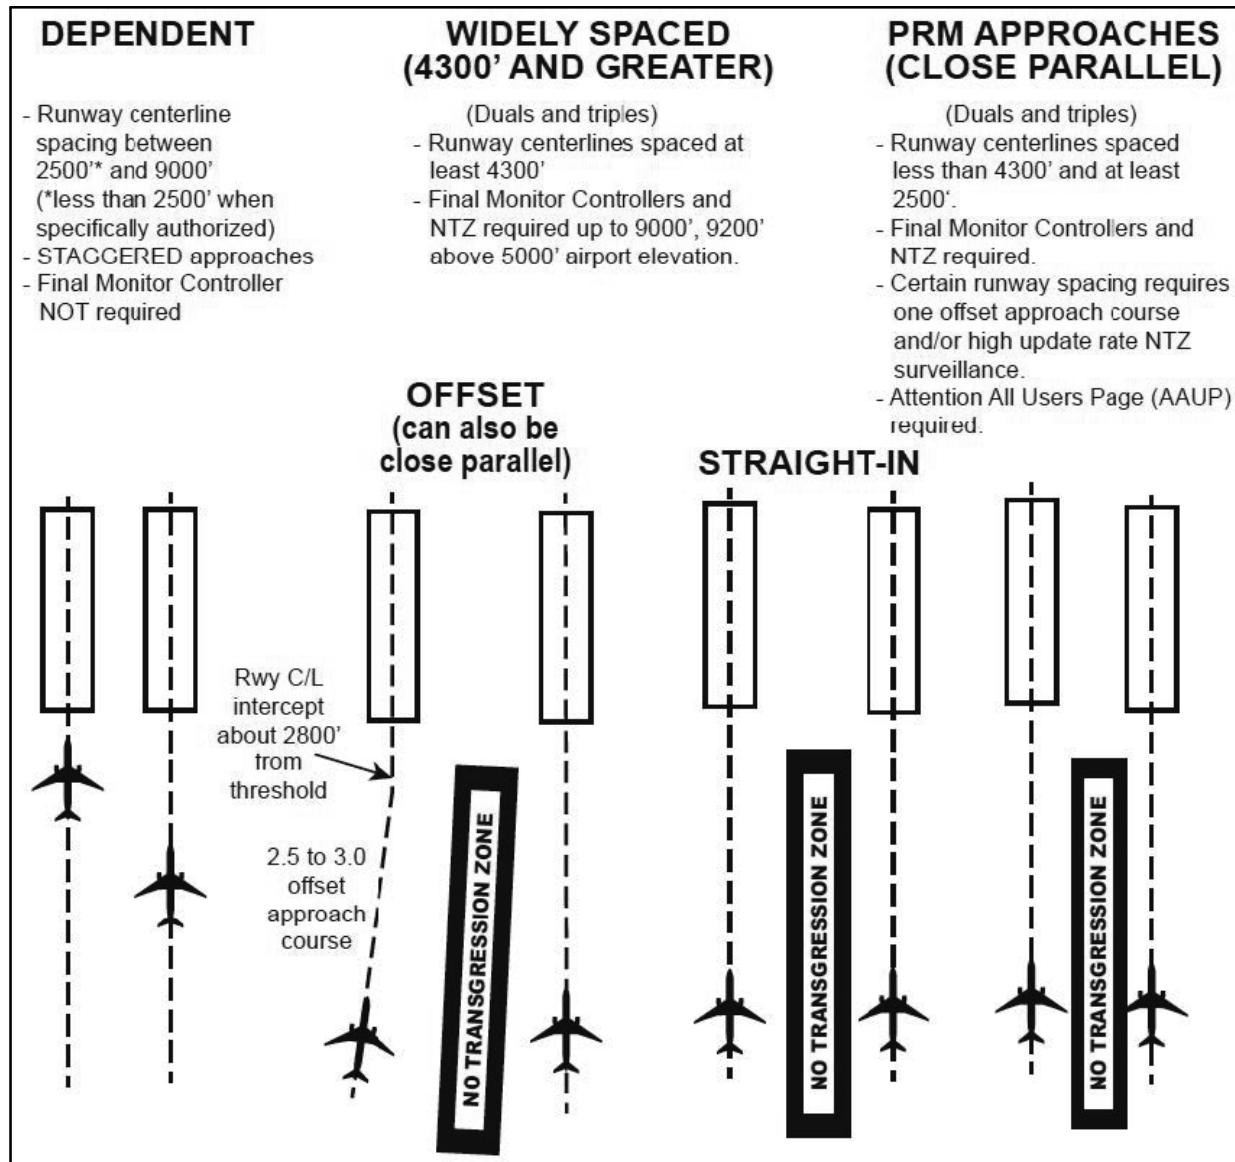 DEPENDENT
- Runway centerline
spacing between
2500'* and 9000'
(*less than 2500' when
specifically authorized)
- STAGGERED approaches
- Final Monitor Controller
NOT required
WIDELY SPACED
(4300' AND GREATER)
(Duals and triples)
- Runway centerlines spaced at
least 4300'
- Final Monitor Controllers and
NTZ required up to 9000', 9200'
above 5000' airport elevation.
PRM APPROACHES
(CLOSE PARALLEL)
(Duals and triples)
- Runway centerlines spaced
less than 4300' and at least
2500'.
- Final Monitor Controllers and
NTZ required.
- Certain runway spacing requires
one offset approach course
and/or high update rate NTZ
surveillance.
- Attention All Users Page (AAUP)
required.
OFFSET
(can also be
close parallel)
STRAIGHT-IN
Rwy C/L
intercept
about 2800'
trom
threshold
2.5 to 3.0
offset
approach
course
NO TRANSGRESSION ZONE
NO TRANSGRESSION ZONE
NO TRANSGRESSION ZONE